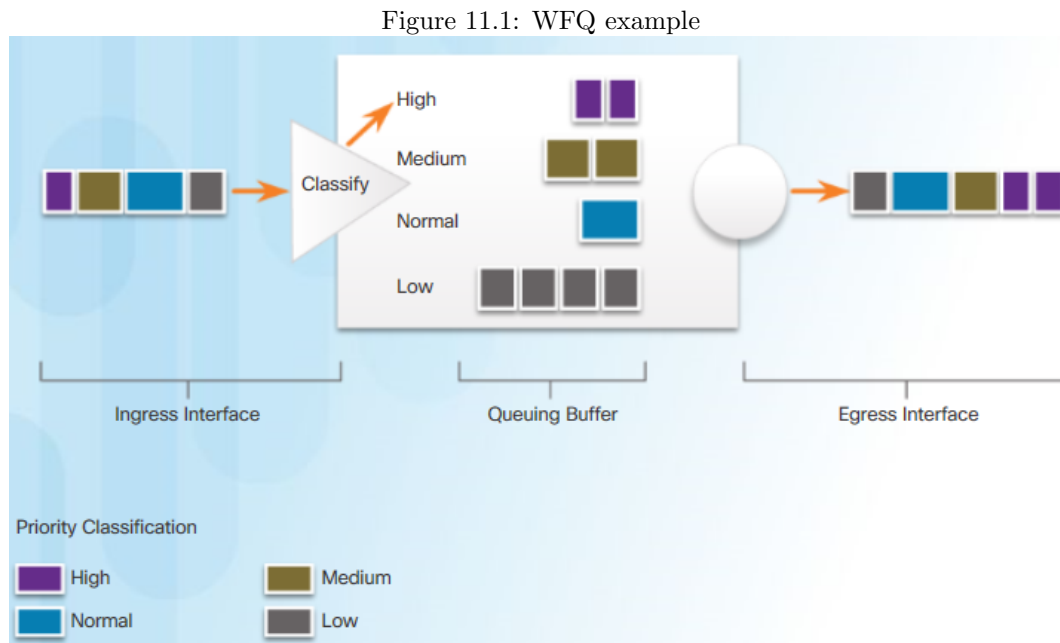 Figure 11.1: WFQ example
High
Medium
Classify
Normal
Low
Ingress Interface
Queuing Buffer
Egress Interface
Priority Classification
High
Medium
Normal
Low